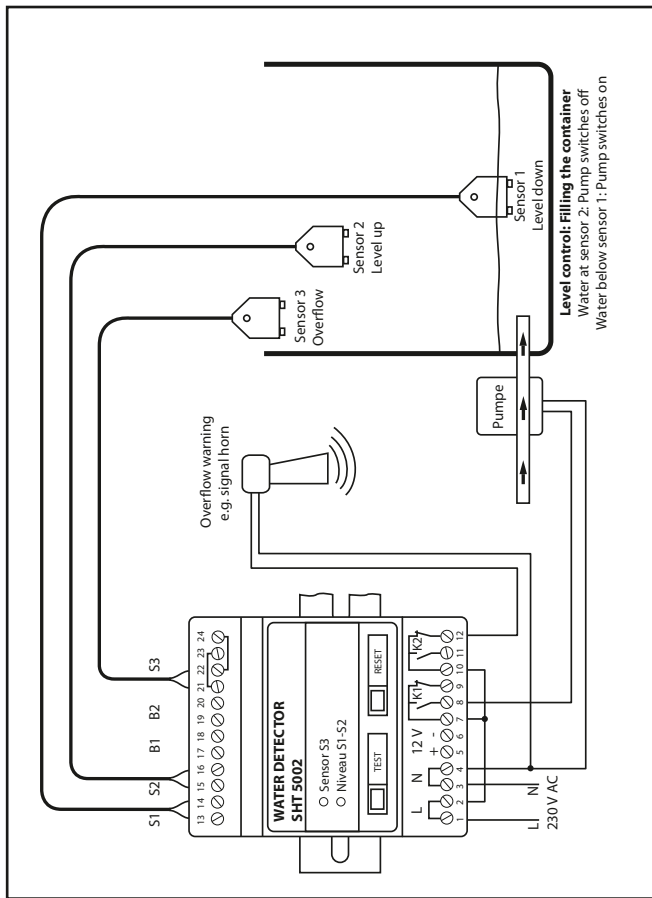 S1 S2 B1 B2 S3
13 14 15 16 17 18 19 20 21 22 23 24
WATER DETECTOR
SHT 5002
Sensor S3
Niveau S1-S2
TEST
RESET
L N 12 V
+ -
K1
K2
1 2 3 4 5 6 7 8 9 10 11 12
L N
230 V AC
Overflow warning
e.g. signal horn
Pumpe
Sensor 3
Overflow
Sensor 2
Level up
Sensor 1
Level down
Level control: Filling the container
Water at sensor 2: Pump switches off
Water below sensor 1: Pump switches on